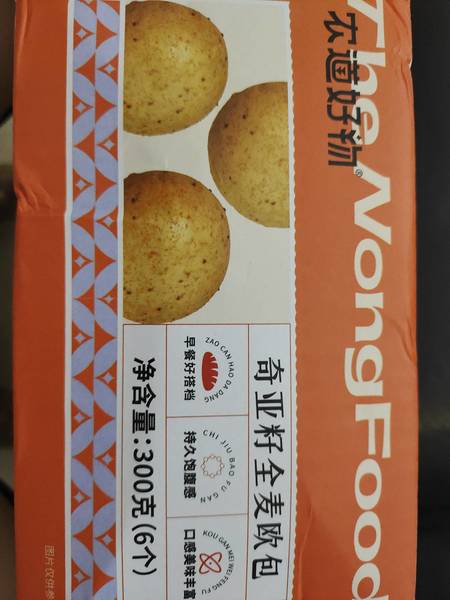 The NongFood
农道好物®
奇亚籽全麦欧包
ZAO CAN HAO DA DANG
早餐好搭档
CHI JIU BAO FU GAN
持久饱腹感
KOU GAN MEI WEI FENG FU
口感美味丰富
净含量:300克(6个)
图片仅供参